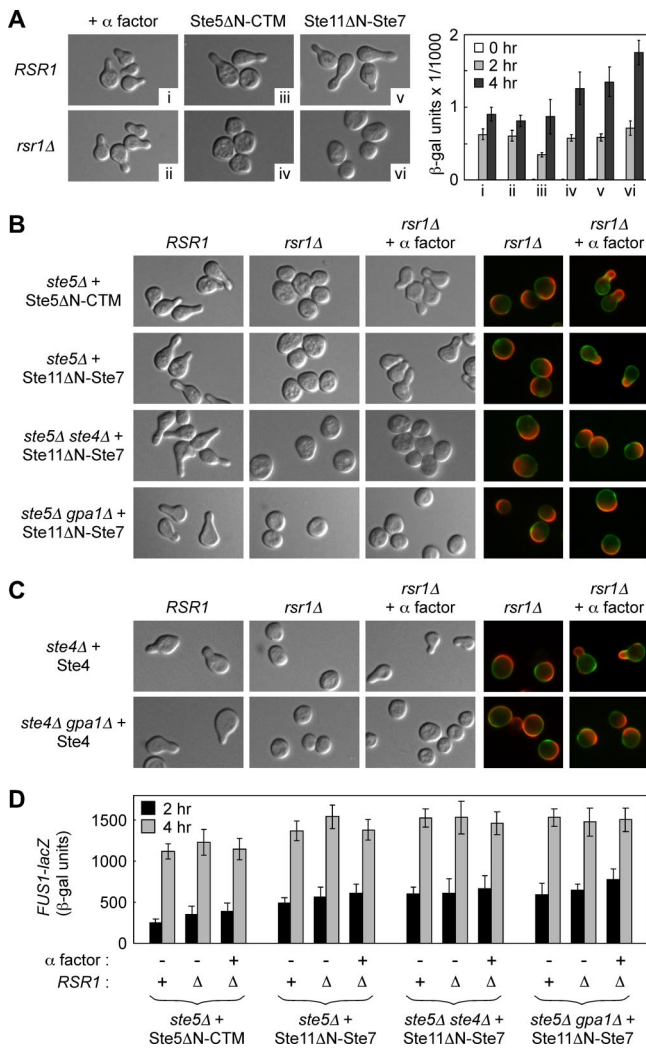 A
+ α factor
Ste5ΔN-CTM
Ste11ΔN-Ste7
RSR1
rsr1Δ
i
iii
v
ii
iv
vi
β-gal units x 1/1000
2
1
0
0 hr
2 hr
4 hr
i ii iii iv v vi
B
RSR1
rsr1Δ
rsr1Δ
+ α factor
rsr1Δ
rsr1Δ
+ α factor
ste5Δ +
Ste5ΔN-CTM
ste5Δ +
Ste11ΔN-Ste7
ste5Δ ste4Δ +
Ste11ΔN-Ste7
ste5Δ gpa1Δ +
Ste11ΔN-Ste7
C
RSR1
rsr1Δ
rsr1Δ
+ α factor
rsr1Δ
rsr1Δ
+ α factor
ste4Δ +
Ste4
ste4Δ gpa1Δ +
Ste4
D
FUS1-lacZ
(β-gal units)
1500
1000
500
0
2 hr
4 hr
α factor : - - + - - + - - + - - +
RSR1 : + Δ Δ + Δ Δ + Δ Δ + Δ Δ
ste5Δ +
Ste5ΔN-CTM
ste5Δ +
Ste11ΔN-Ste7
ste5Δ ste4Δ +
Ste11ΔN-Ste7
ste5Δ gpa1Δ +
Ste11ΔN-Ste7